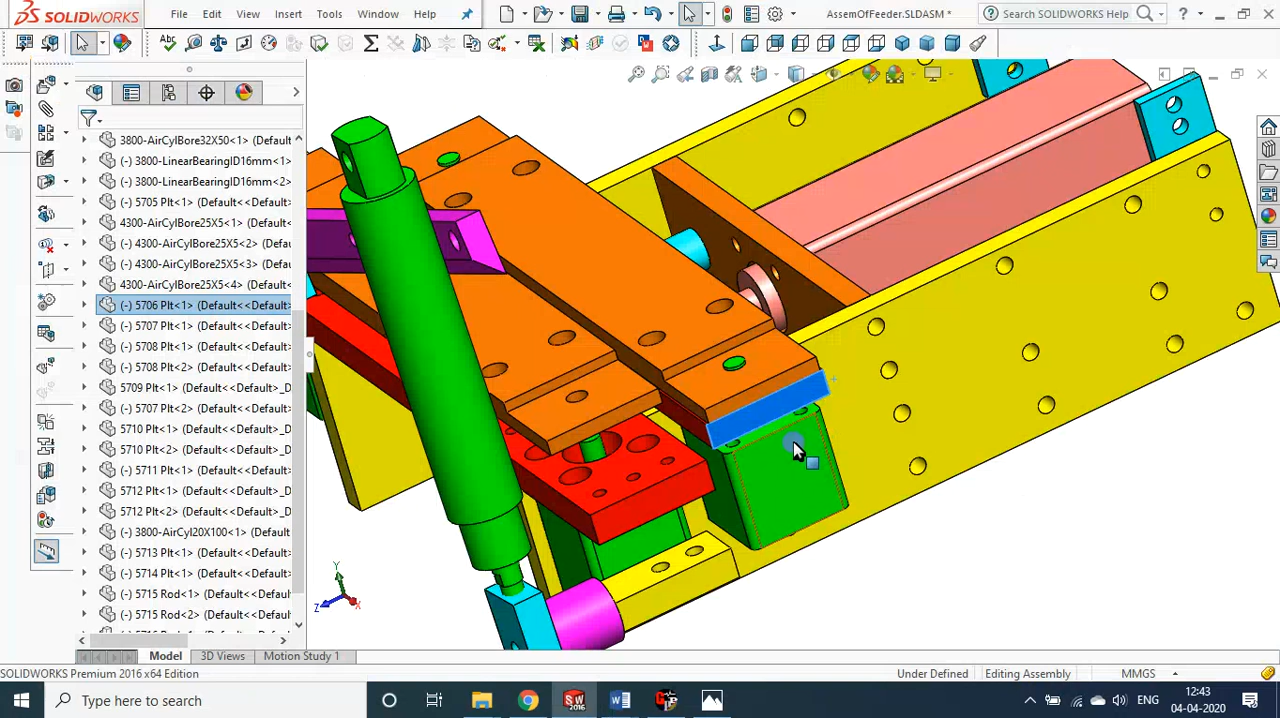 SOLIDWORKS File Edit View Insert Tools Window Help AssemOfFeeder.SLDASM * Search SOLIDWORKS Help
3800-AirCylBore32X50<1> (Default
(-) 3800-LinearBearingID16mm<1>
(-) 3800-LinearBearingID16mm<2>
(-) 5705 Plt<1> (Default<<Default>
4300-AirCylBore25X5<1> (Default
(-) 4300-AirCylBore25X5<2> (Defau
(-) 4300-AirCylBore25X5<3> (Defau
4300-AirCylBore25X5<4> (Default
(-) 5706 Plt<1> (Default<<Default>
(-) 5707 Plt<1> (Default<<Default>
(-) 5708 Plt<1> (Default<<Default>
(-) 5708 Plt<2> (Default<<Default>
5709 Plt<1> (Default<<Default>_D
(-) 5707 Plt<2> (Default<<Default>
5710 Plt<1> (Default<<Default>_D
5710 Plt<2> (Default<<Default>_D
(-) 5711 Plt<1> (Default<<Default>
5712 Plt<1> (Default<<Default>_D
5712 Plt<2> (Default<<Default>_D
(-) 3800-AirCyl20X100<1> (Default
(-) 5713 Plt<1> (Default<<Default>
(-) 5714 Plt<1> (Default<<Default>
(-) 5715 Rod<1> (Default<<Default
(-) 5715 Rod<2> (Default<<Default
Y
Z X
Model 3D Views Motion Study 1
SOLIDWORKS Premium 2016 x64 Edition Under Defined Editing Assembly MMGS
Type here to search ENG 12:43
04-04-2020